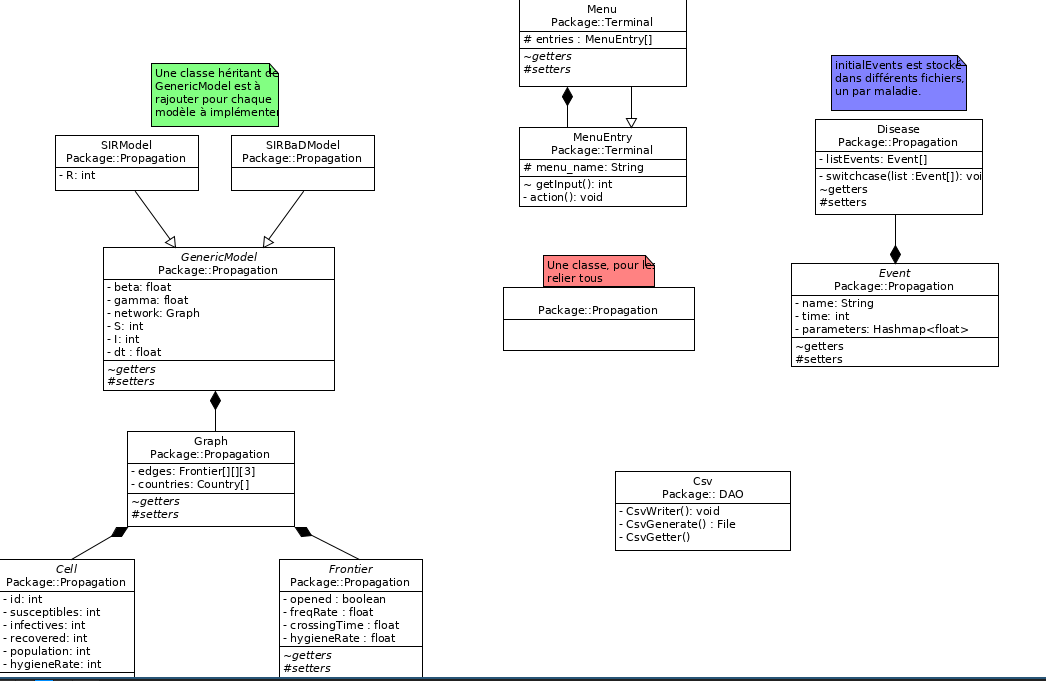 Menu
Package::Terminal
# entries : MenuEntry[]
~getters
#setters
Une classe héritant de
GenericModel est à
rajouter pour chaque
modèle à implémenter
initialEvents est stocké
dans différents fichiers,
un par maladie.
SIRModel
Package::Propagation
- R: int
SIRBaDModel
Package::Propagation
MenuEntry
Package::Terminal
# menu_name: String
~ getInput(): int
- action(): void
Disease
Package::Propagation
- listEvents: Event[]
- switchcase(list :Event[]): voi
~getters
#setters
GenericModel
Package::Propagation
- beta: float
- gamma: float
- network: Graph
- S: int
- I: int
- dt : float
~getters
#setters
Une classe, pour les
relier tous
Package::Propagation
Event
Package::Propagation
- name: String
- time: int
- parameters: Hashmap<float>
~getters
#setters
Graph
Package::Propagation
- edges: Frontier[][][3]
- countries: Country[]
~getters
#setters
Csv
Package:: DAO
- CsvWriter(): void
- CsvGenerate() : File
- CsvGetter()
Cell
Package::Propagation
- id: int
- susceptibles: int
- infectives: int
- recovered: int
- population: int
- hygieneRate: int
Frontier
Package::Propagation
- opened : boolean
- freqRate : float
- crossingTime : float
- hygieneRate : float
~getters
#setters